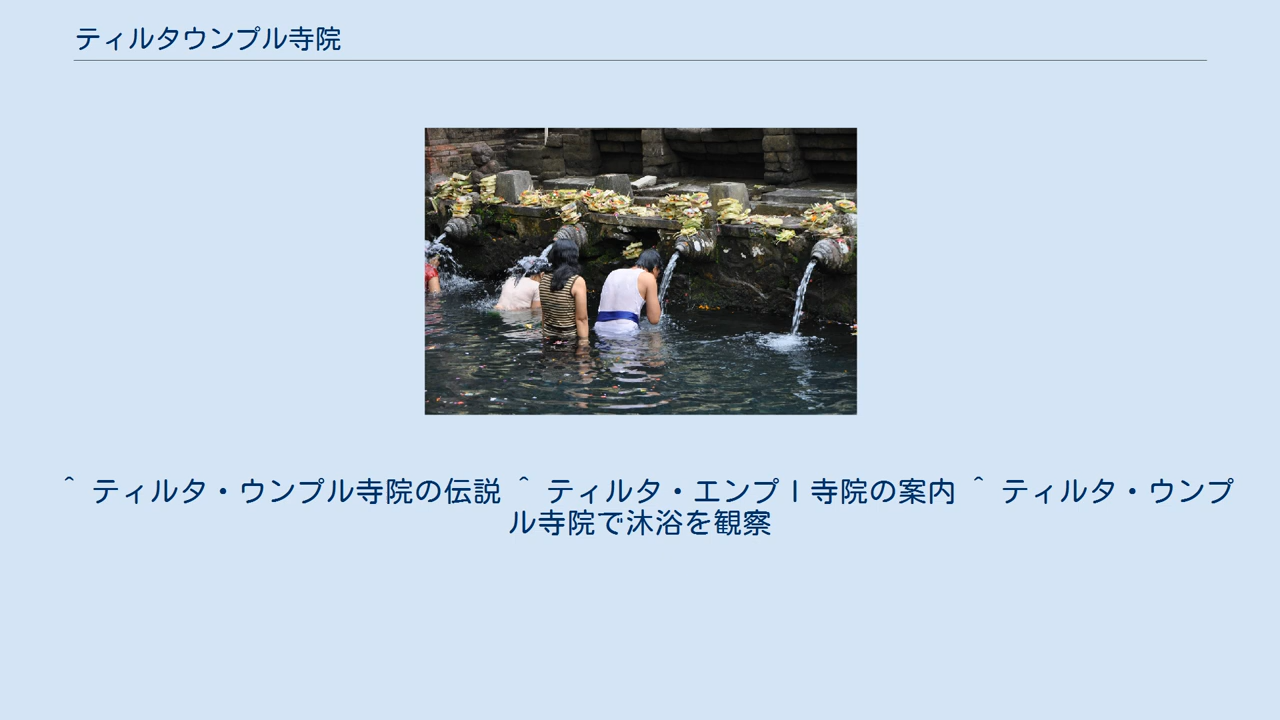 ティルタウンプル寺院
＾ ティルタ・ウンプル寺院の伝説 ＾ ティルタ・エンプｌ寺院の案内 ＾ ティルタ・ウンプ
ル寺院で沐浴を観察